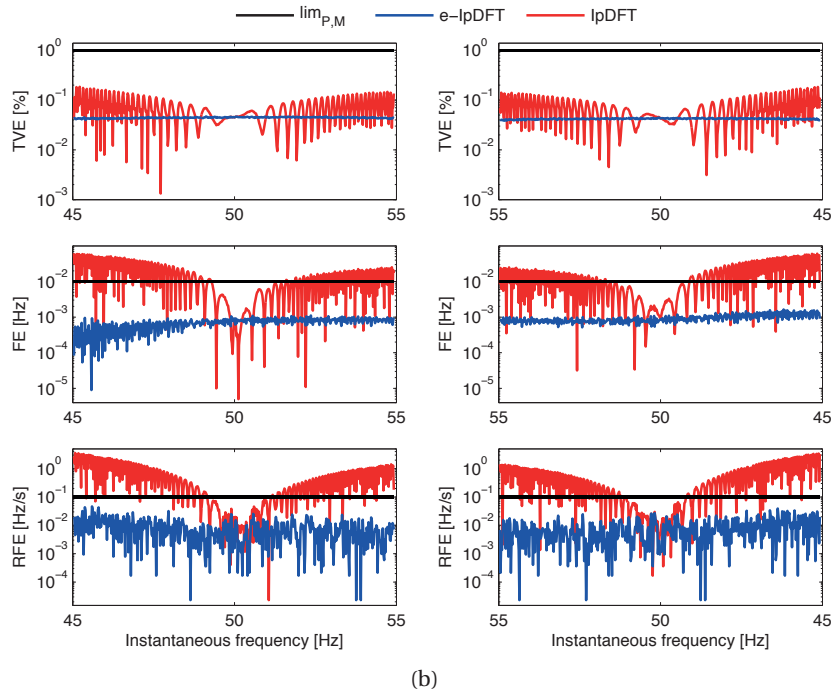 lim_P,M e-IpDFT IpDFT
TVE [%] 10^0 10^-1 10^-2 10^-3 45 50 55
TVE [%] 10^0 10^-1 10^-2 10^-3 55 50 45
FE [Hz] 10^-2 10^-3 10^-4 10^-5 45 50 55
FE [Hz] 10^-2 10^-3 10^-4 10^-5 55 50 45
RFE [Hz/s] 10^0 10^-1 10^-2 10^-3 10^-4 45 50 55
Instantaneous frequency [Hz]
RFE [Hz/s] 10^0 10^-1 10^-2 10^-3 10^-4 55 50 45
Instantaneous frequency [Hz]
(b)